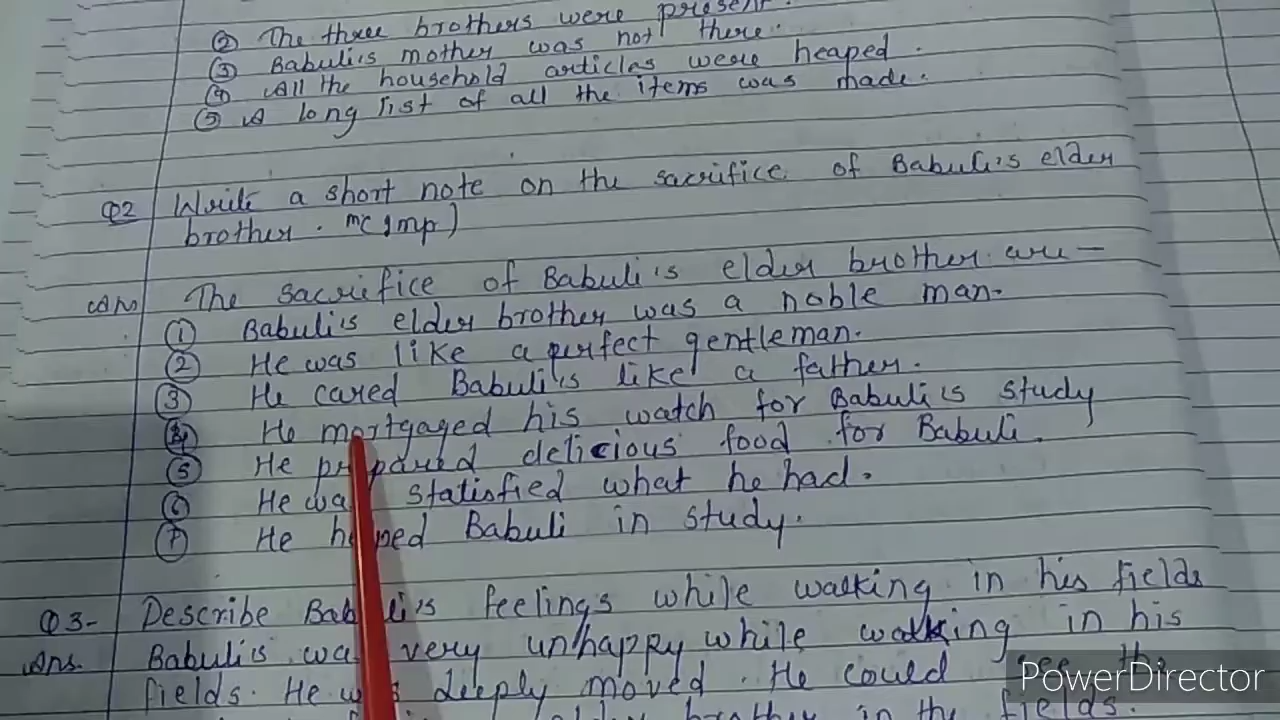 ② The three brothers were present.
③ Babuli's mother was not there.
④ All the household articles were heaped.
⑤ A long list of all the items was made.
Q2 Write a short note on the sacrifice of Babuli's elder
brother.
Ans The sacrifice of Babuli's elder brother are —
① Babuli's elder brother was a noble man.
② He was like a perfect gentleman.
③ He cared Babuli's like a father.
④ He mortgaged his watch for Babuli's study
⑤ He prepared delicious food for Babuli.
⑥ He was statisfied what he had.
⑦ He helped Babuli in study.
Q3- Describe Babuli's feelings while walking in his fields
Ans. Babuli's was very unhappy while walking in his
fields. He was deeply moved. He could see the
elder brother in the fields.
PowerDirector